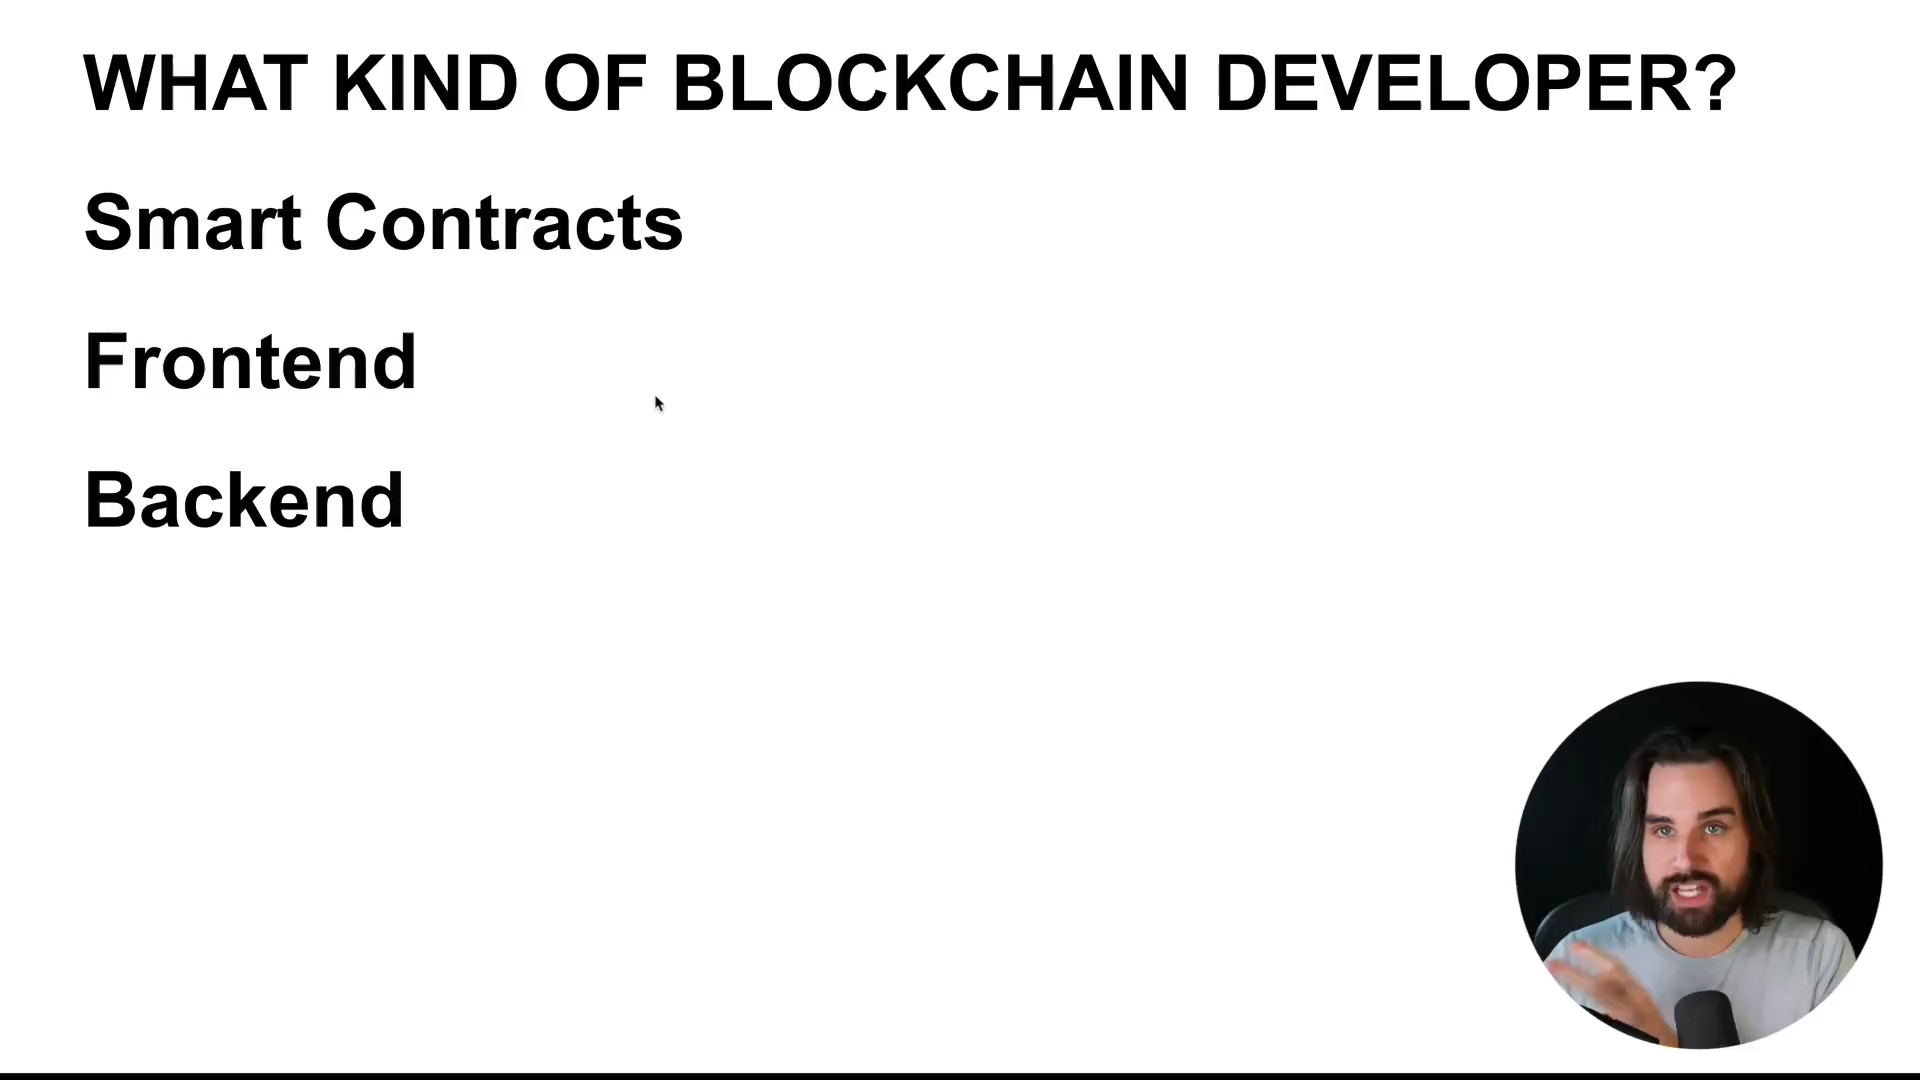 WHAT KIND OF BLOCKCHAIN DEVELOPER?
Smart Contracts
Frontend
Backend